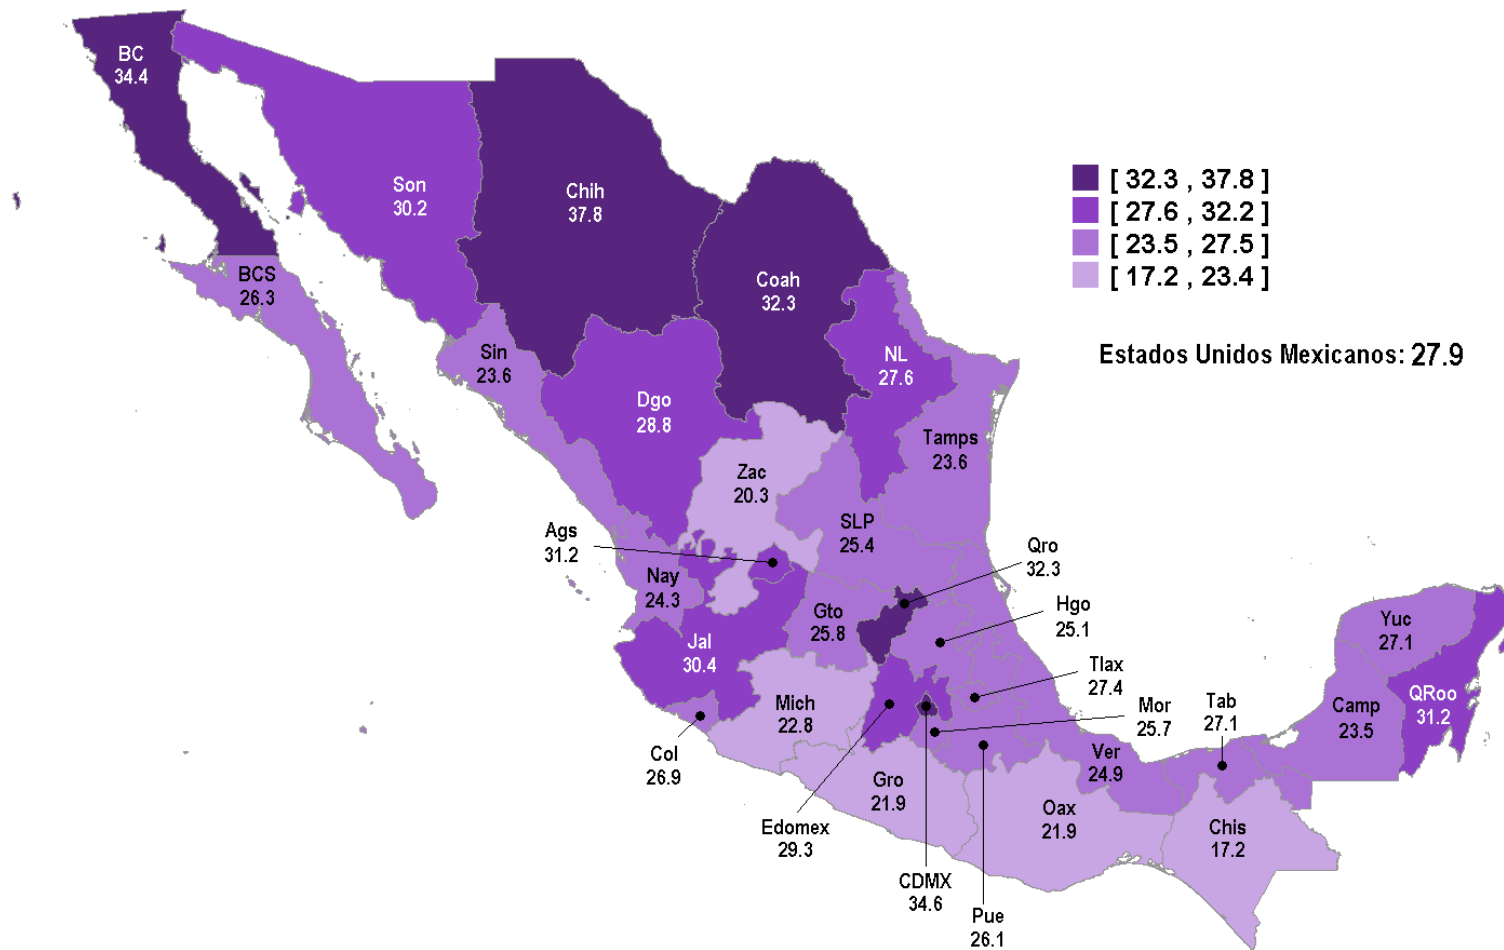 BC
34.4
Son
30.2
Chih
37.8
[ 32.3 , 37.8 ]
[ 27.6 , 32.2 ]
[ 23.5 , 27.5 ]
[ 17.2 , 23.4 ]
BCS
26.3
Coah
32.3
Estados Unidos Mexicanos: 27.9
Sin
23.6
NL
27.6
Dgo
28.8
Tamps
23.6
Zac
20.3
SLP
25.4
Ags
31.2
Qro
32.3
Nay
24.3
Gto
25.8
Hgo
25.1
Yuc
27.1
Jal
30.4
Tlax
27.4
Mich
22.8
Mor
25.7
Tab
27.1
Camp
23.5
QRoo
31.2
Col
26.9
Ver
24.9
Gro
21.9
Oax
21.9
Chis
17.2
Edomex
29.3
CDMX
34.6
Pue
26.1